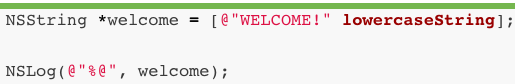 NSString *welcome = [@"WELCOME!" lowercaseString];
NSLog(@"%@", welcome);